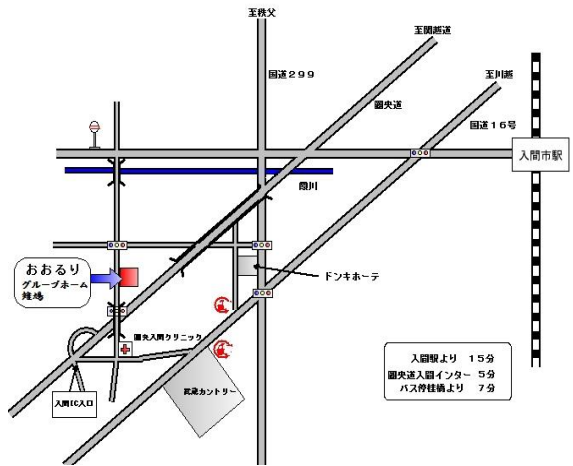 至秩父
至関越道
国道299
至川越
圏央道
国道16号
入間市駅
霞川
おおるり
グループホーム
雉鳩
ドンキホーテ
圏央入間クリニック
入間駅より 15分
圏央道入間インター 5分
バス停桂橋より 7分
武蔵カントリー
入間IC入口